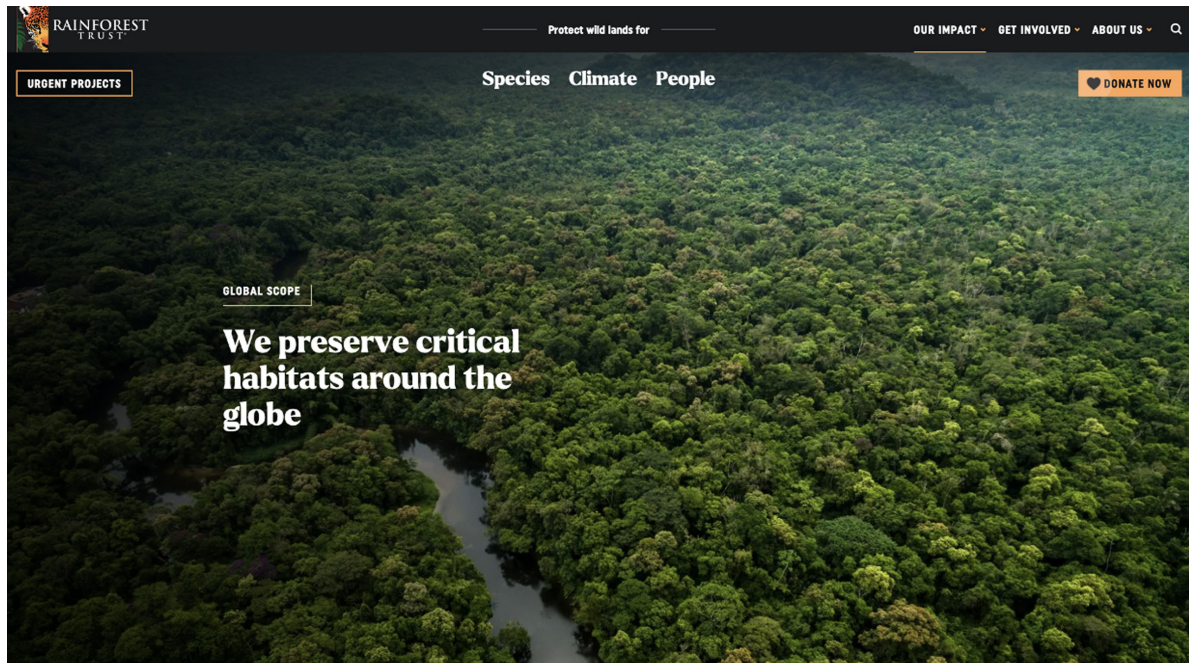 RAINFOREST
TRUST®
Protect wild lands for
OUR IMPACT
GET INVOLVED
ABOUT US
URGENT PROJECTS
Species
Climate
People
DONATE NOW
GLOBAL SCOPE
We preserve critical
habitats around the
globe